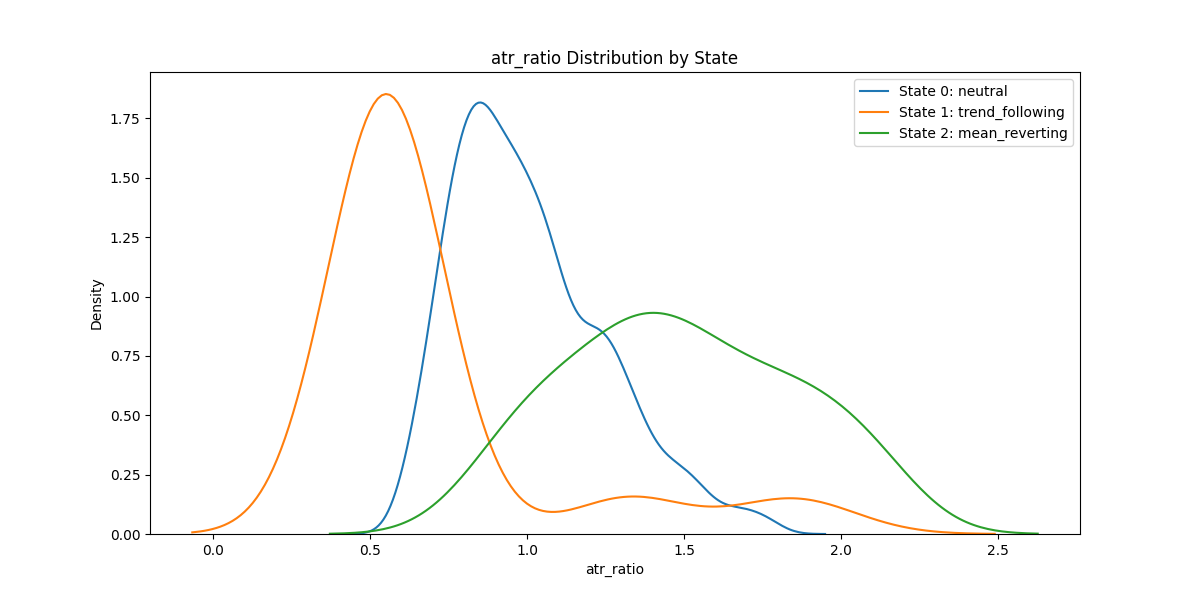 atr_ratio Distribution by State
State 0: neutral
State 1: trend_following
State 2: mean_reverting
Density
1.75
1.50
1.25
1.00
0.75
0.50
0.25
0.00
0.0
0.5
1.0
1.5
2.0
2.5
atr_ratio